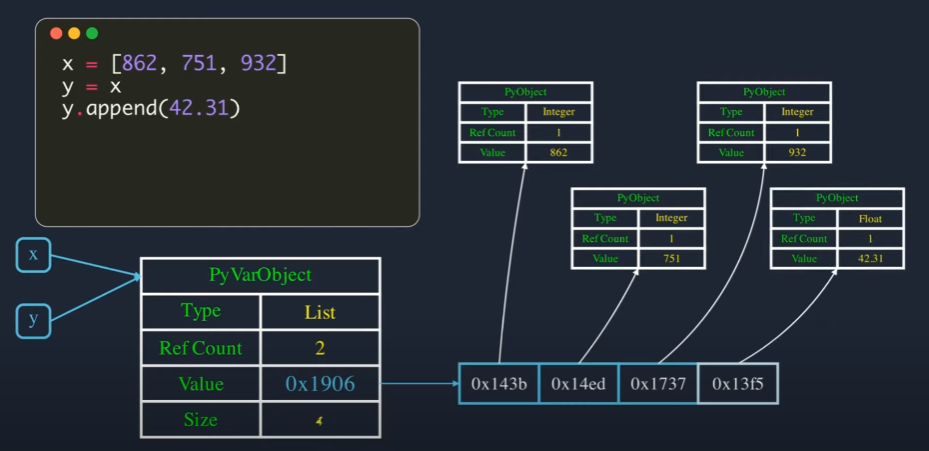 x = [862, 751, 932]
y = x
y.append(42.31)
x
y
PyVarObject
Type List
Ref Count 2
Value 0x1906
Size 4
PyObject
Type Integer
Ref Count 1
Value 862
PyObject
Type Integer
Ref Count 1
Value 751
PyObject
Type Integer
Ref Count 1
Value 932
PyObject
Type Float
Ref Count 1
Value 42.31
0x143b 0x14ed 0x1737 0x13f5